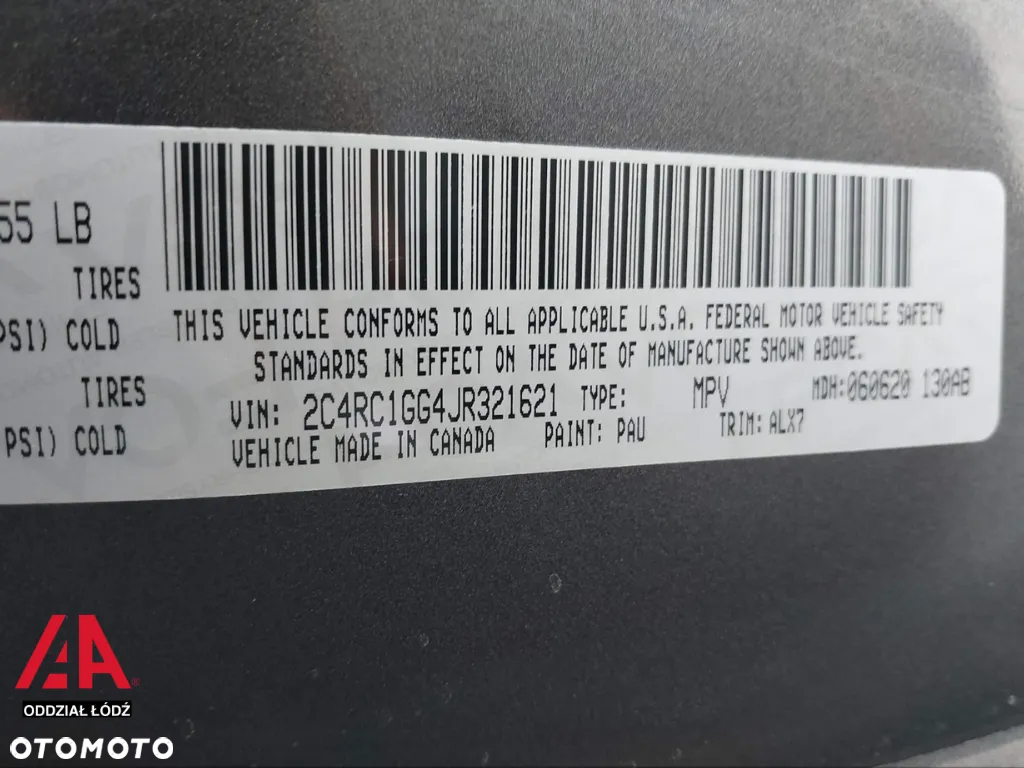 55 LB
TIRES
PSI) COLD
TIRES
PSI) COLD
THIS VEHICLE CONFORMS TO ALL APPLICABLE U.S.A. FEDERAL MOTOR VEHICLE SAFETY
STANDARDS IN EFFECT ON THE DATE OF MANUFACTURE SHOWN ABOVE.
VIN: 2C4RC1GG4JR321621 TYPE: MPV MDH:060620 130AB
VEHICLE MADE IN CANADA PAINT: PAU TRIM:ALX7
AA
ODDZIAŁ ŁÓDŹ
OTOMOTO